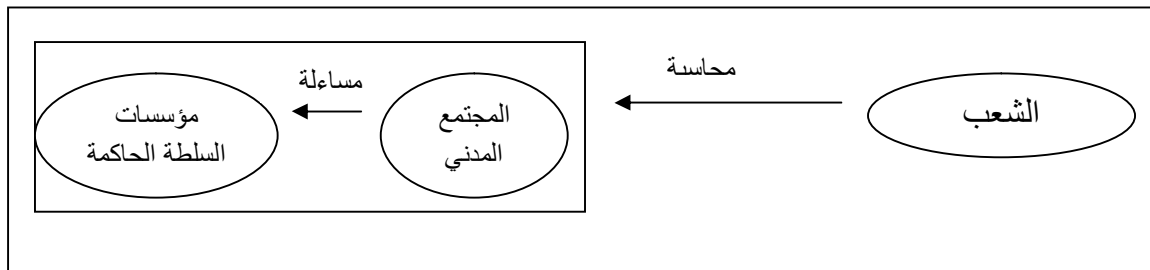 الشعب
محاسبة
المجتمع
المدني
مساءلة
مؤسسات
السلطة الحاكمة